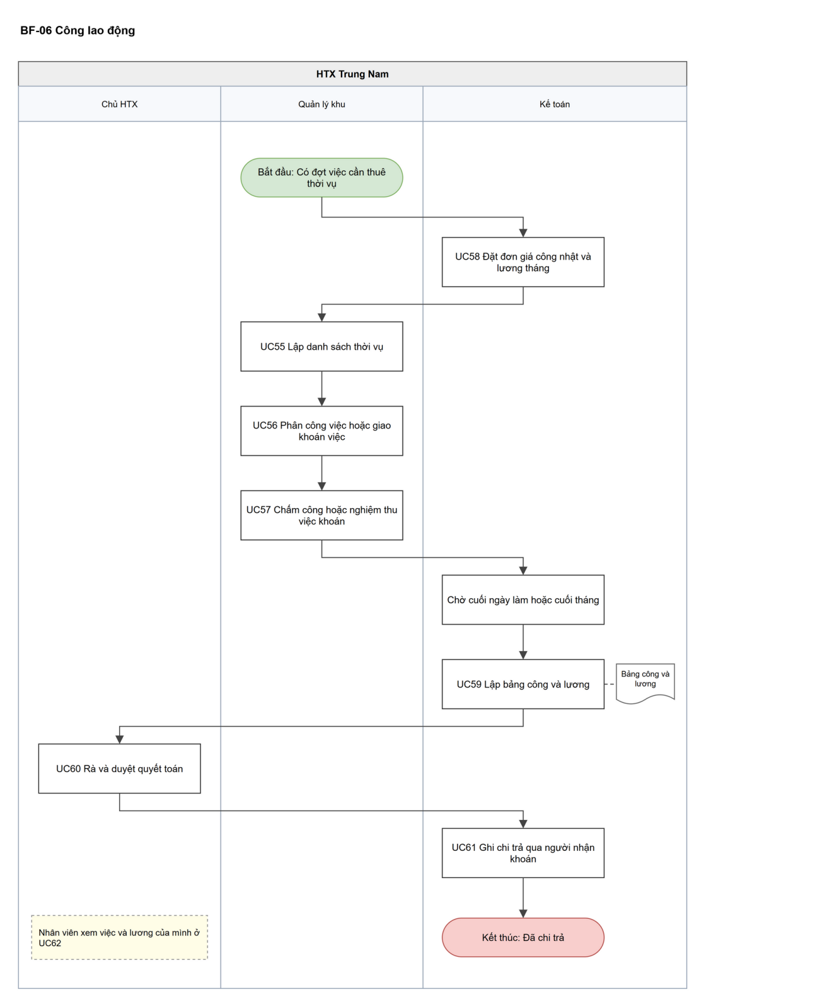 BF-06 Công lao động
HTX Trung Nam
Chủ HTX
Quản lý khu
Kế toán
Bắt đầu: Có đợt việc cần thuê
thời vụ
UC58 Đặt đơn giá công nhật và
lương tháng
UC55 Lập danh sách thời vụ
UC56 Phân công việc hoặc giao
khoán việc
UC57 Chấm công hoặc nghiệm thu
việc khoán
Chờ cuối ngày làm hoặc cuối tháng
UC59 Lập bảng công và lương
Bảng công và
lương
UC60 Rà và duyệt quyết toán
UC61 Ghi chi trả qua người nhận
khoán
Nhân viên xem việc và lương của mình ở
UC62
Kết thúc: Đã chi trả